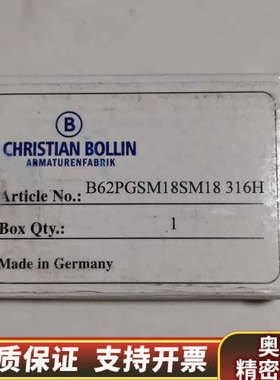 B
CHRISTIAN BOLLIN
ARMATURENFABRIK
Article No.: B62PGSM18SM18 316H
Box Qty.: 1
Made in Germany
质保证 支持开票
奥
精密